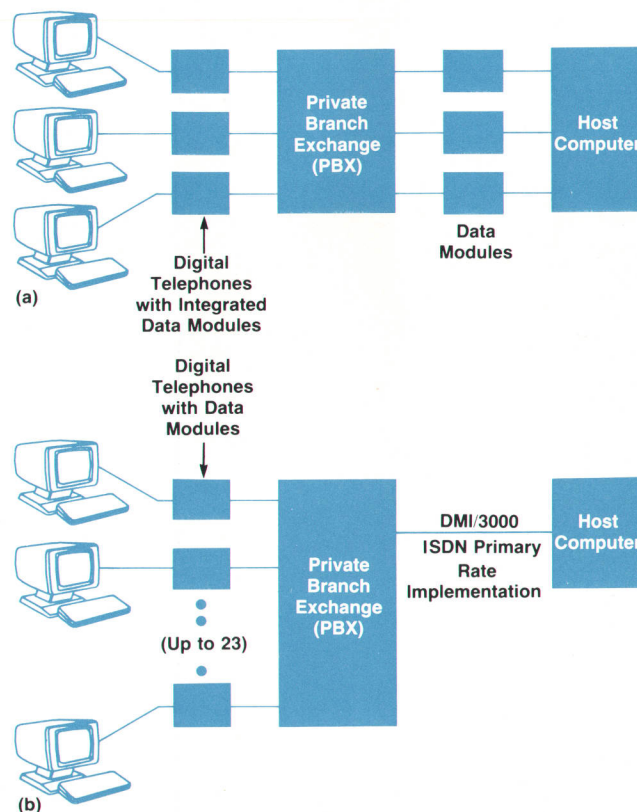 Private
Branch
Exchange
(PBX)
Host
Computer
Data
Modules
Digital
Telephones
with Integrated
Data Modules
(a)
Digital
Telephones
with Data
Modules
Private
Branch
Exchange
(PBX)
DMI/3000
ISDN Primary
Rate
Implementation
Host
Computer
(Up to 23)
(b)